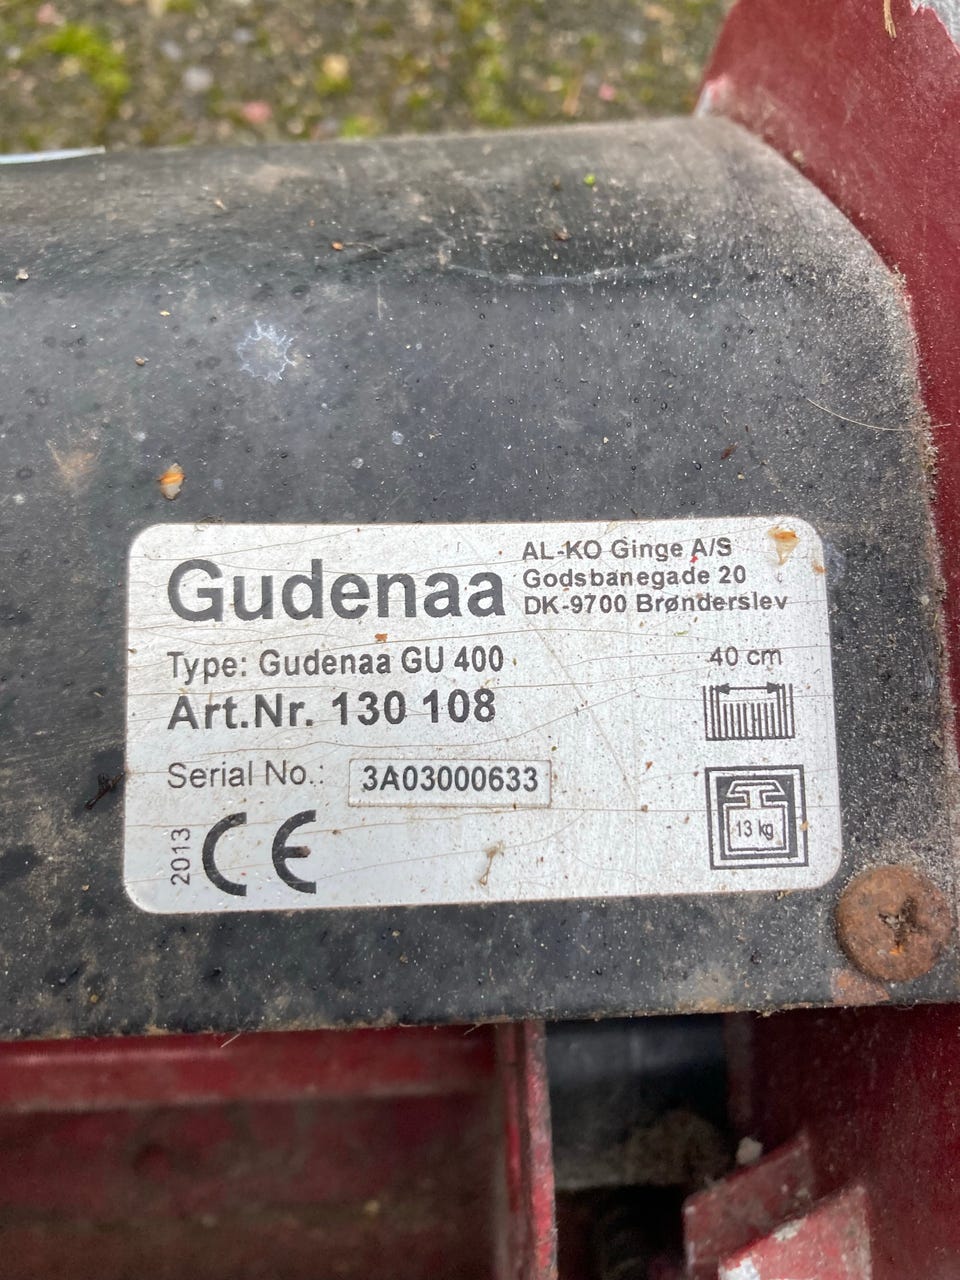 Gudenaa
AL-KO Ginge A/S
Godsbanegade 20
DK-9700 Brønderslev
Type: Gudenaa GU 400
40 cm
Art.Nr. 130 108
Serial No.: 3A03000633
2013 CE
13 kg